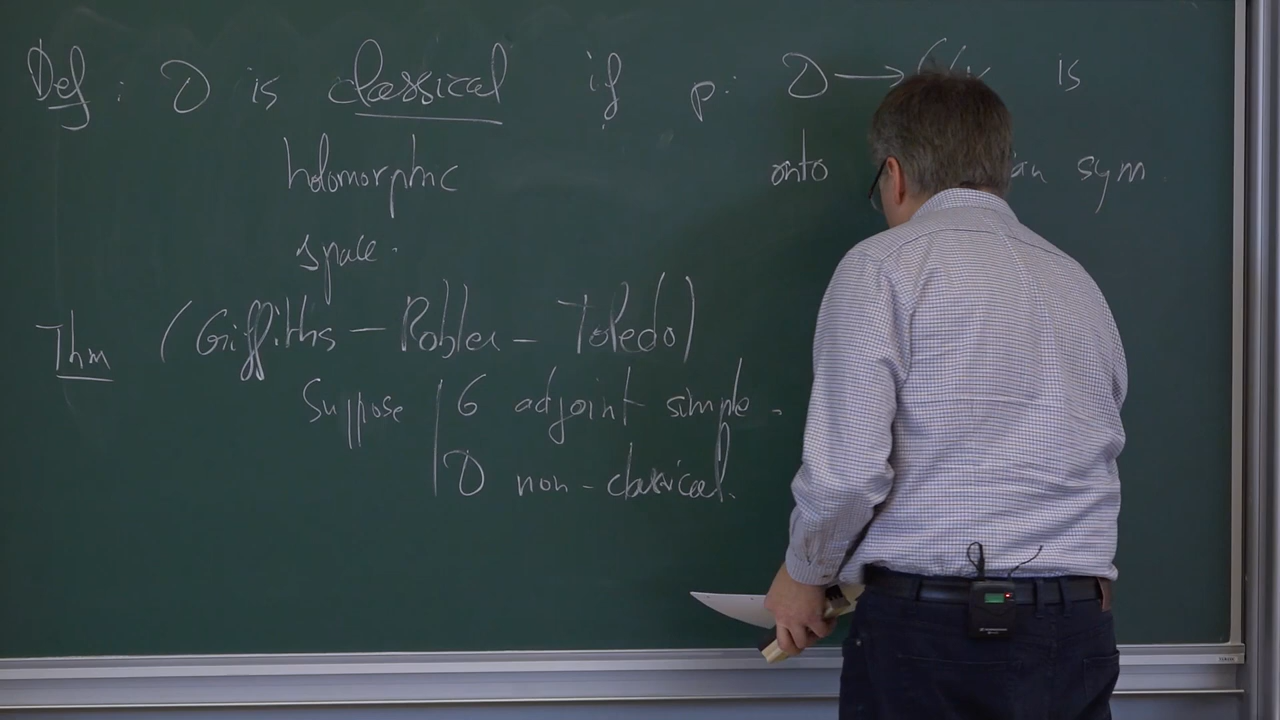 Def : D is classical if p: D → G/K is
holomorphic onto an sym.
space.
Thm (Griffiths – Robles – Toledo)
Suppose G adjoint simple.
D non-classical.